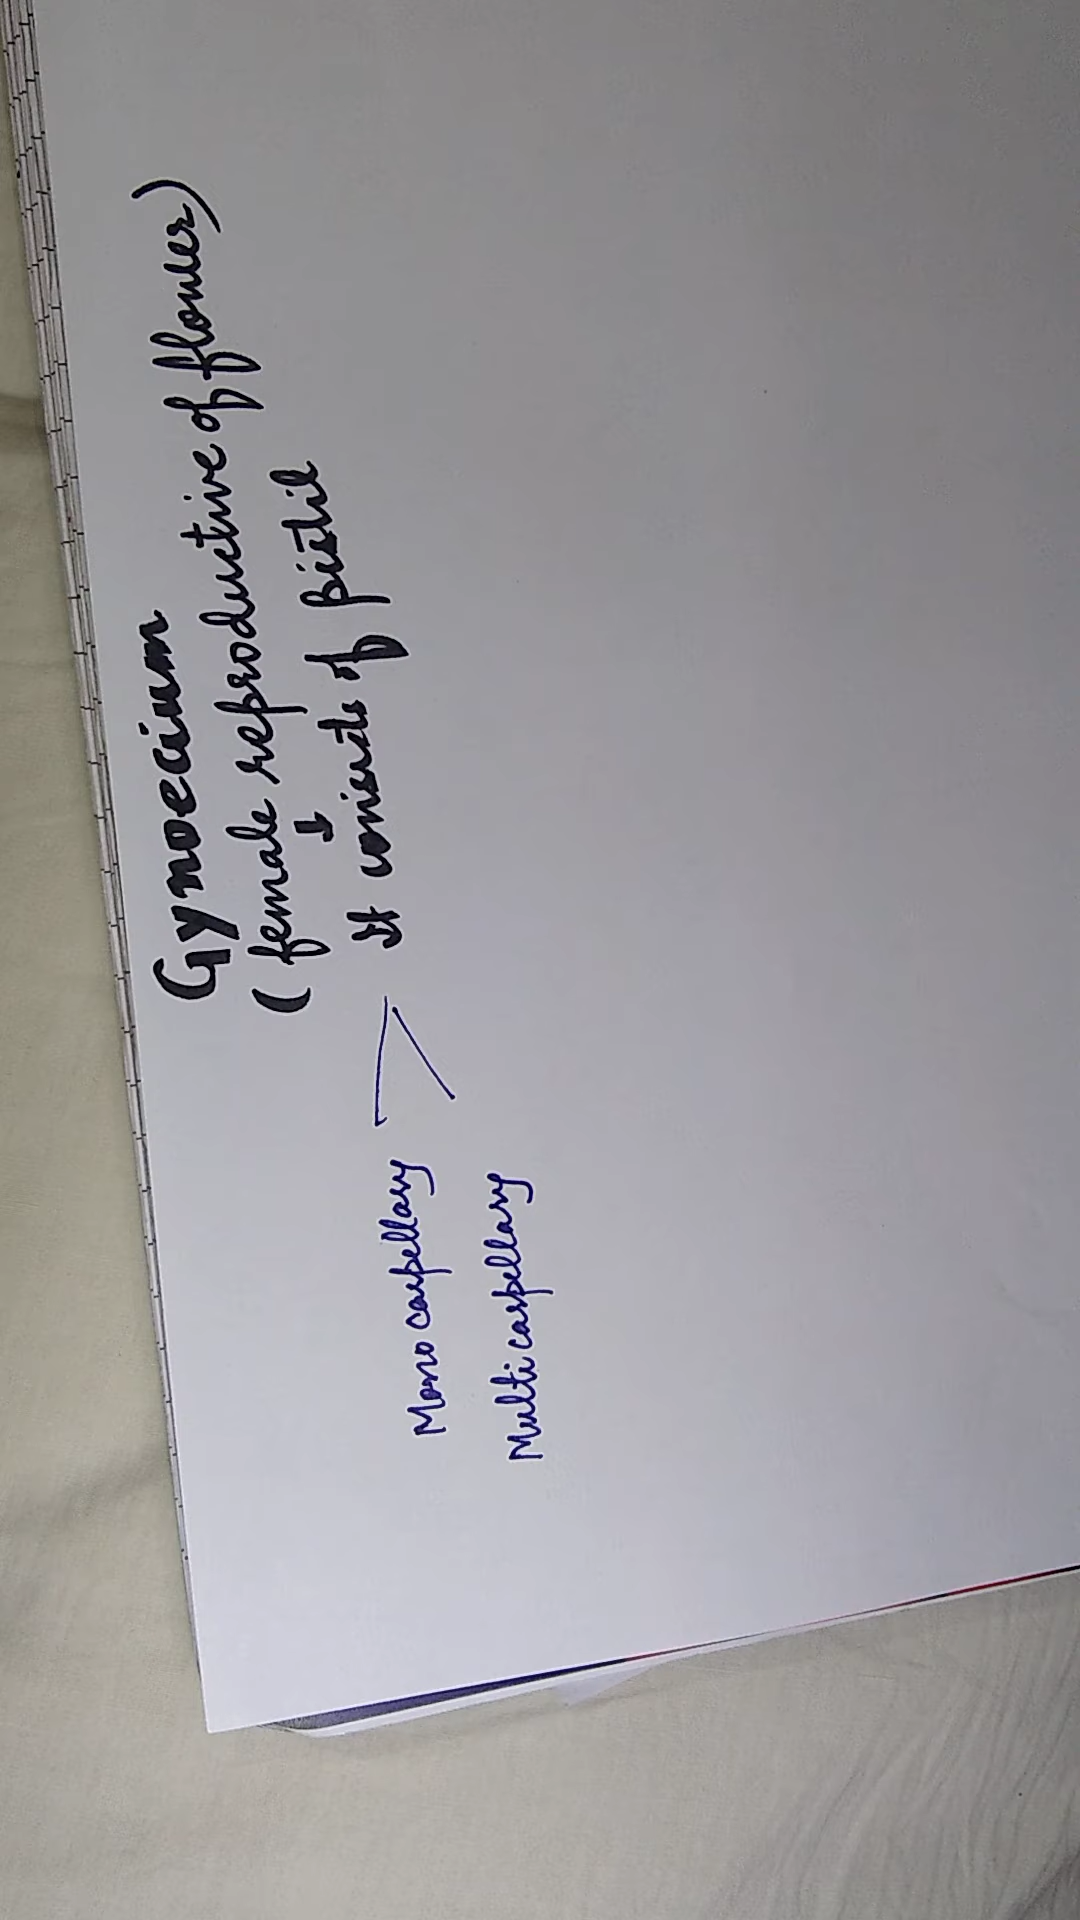 Gynoecium
(female reproductive of flower)
↓
It consists of pistil
Mono carpellary
Multi carpellary